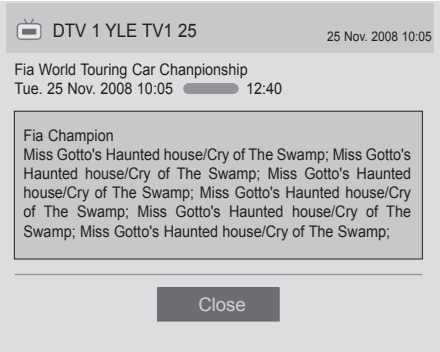 DTV 1 YLE TV1 25
25 Nov. 2008 10:05
Fia World Touring Car Chanpionship
Tue. 25 Nov. 2008 10:05 12:40
Fia Champion
Miss Gotto's Haunted house/Cry of The Swamp; Miss Gotto's
Haunted house/Cry of The Swamp; Miss Gotto's Haunted
house/Cry of The Swamp; Miss Gotto's Haunted house/Cry
of The Swamp; Miss Gotto's Haunted house/Cry of The
Swamp; Miss Gotto's Haunted house/Cry of The Swamp;
Close